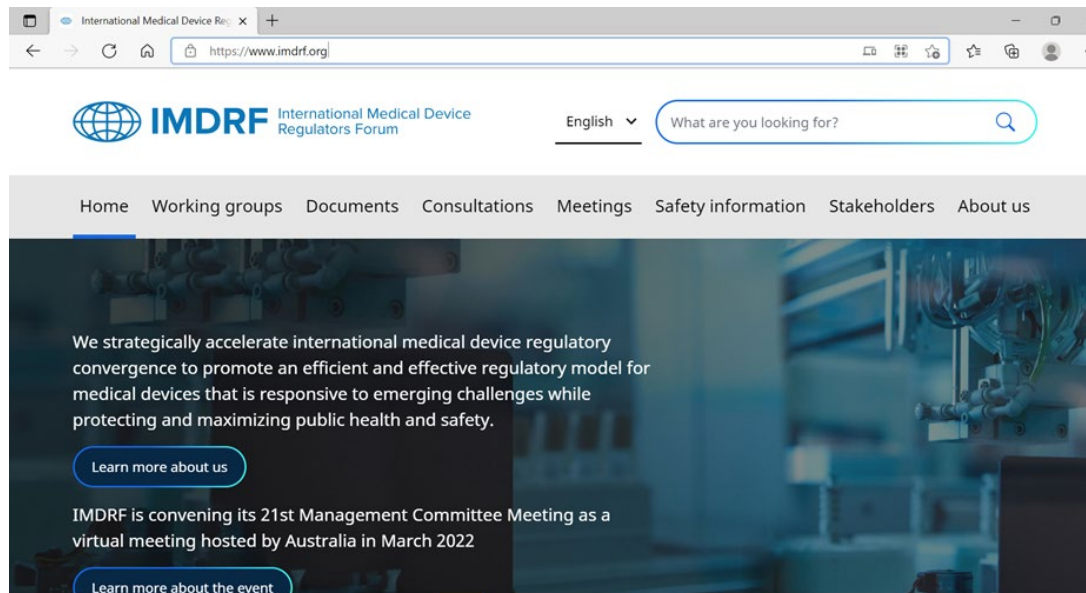 International Medical Device Reg
https://www.imdrf.org
IMDRF International Medical Device
Regulators Forum
English
What are you looking for?
Home Working groups Documents Consultations Meetings Safety information Stakeholders About us
We strategically accelerate international medical device regulatory
convergence to promote an efficient and effective regulatory model for
medical devices that is responsive to emerging challenges while
protecting and maximizing public health and safety.
Learn more about us
IMDRF is convening its 21st Management Committee Meeting as a
virtual meeting hosted by Australia in March 2022
Learn more about the event